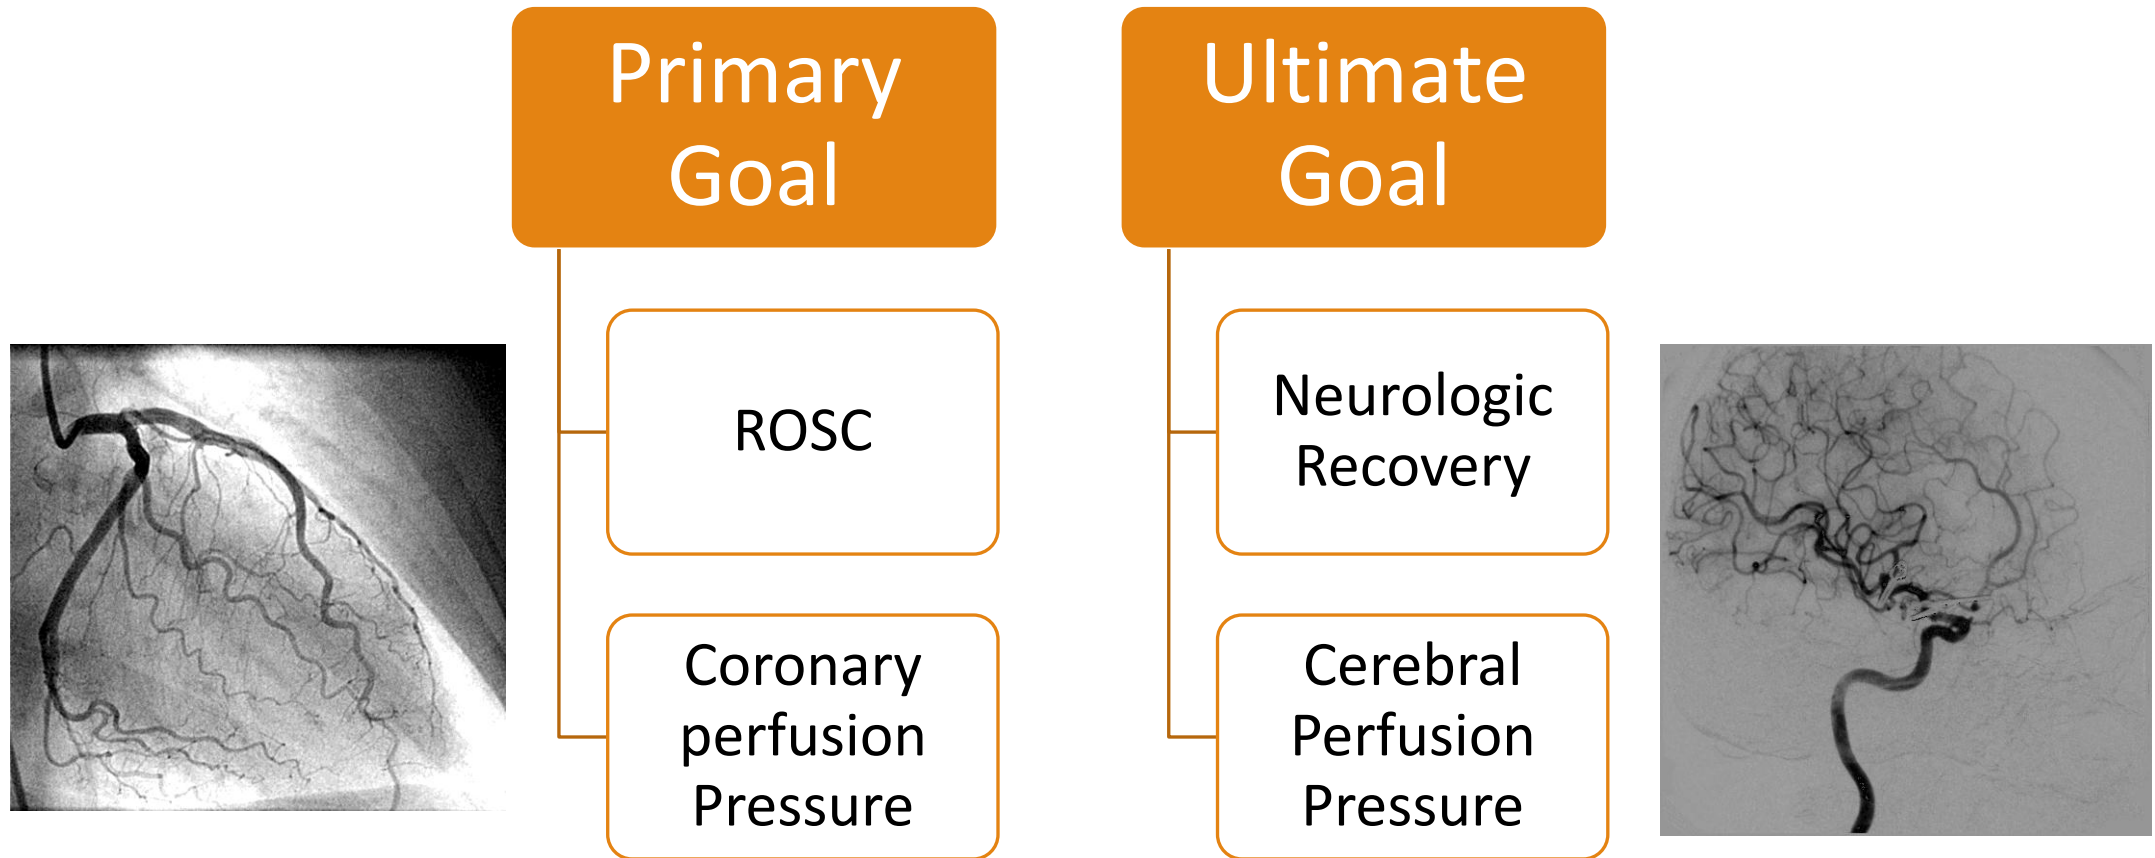 Primary
Goal
ROSC
Coronary
perfusion
Pressure
Ultimate
Goal
Neurologic
Recovery
Cerebral
Perfusion
Pressure